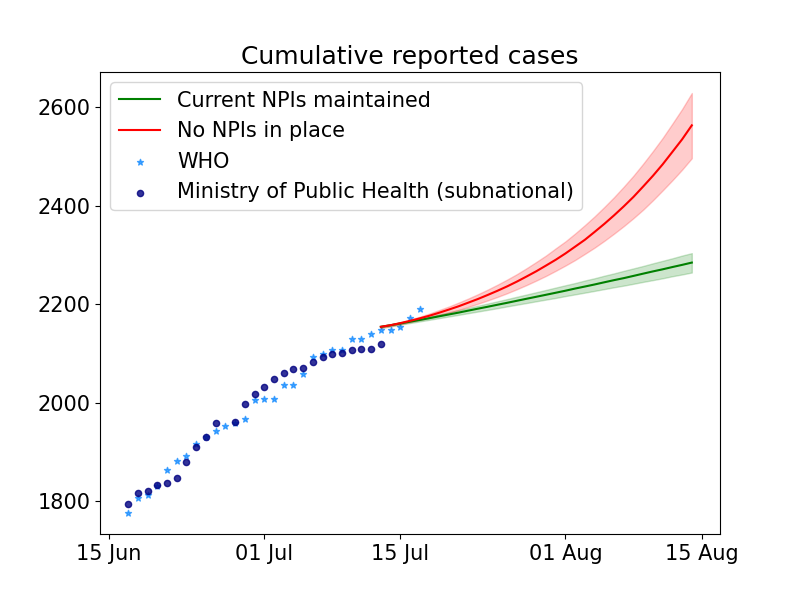 Cumulative reported cases
Current NPIs maintained
No NPIs in place
WHO
Ministry of Public Health (subnational)
2600
2400
2200
2000
1800
15 Jun 01 Jul 15 Jul 01 Aug 15 Aug